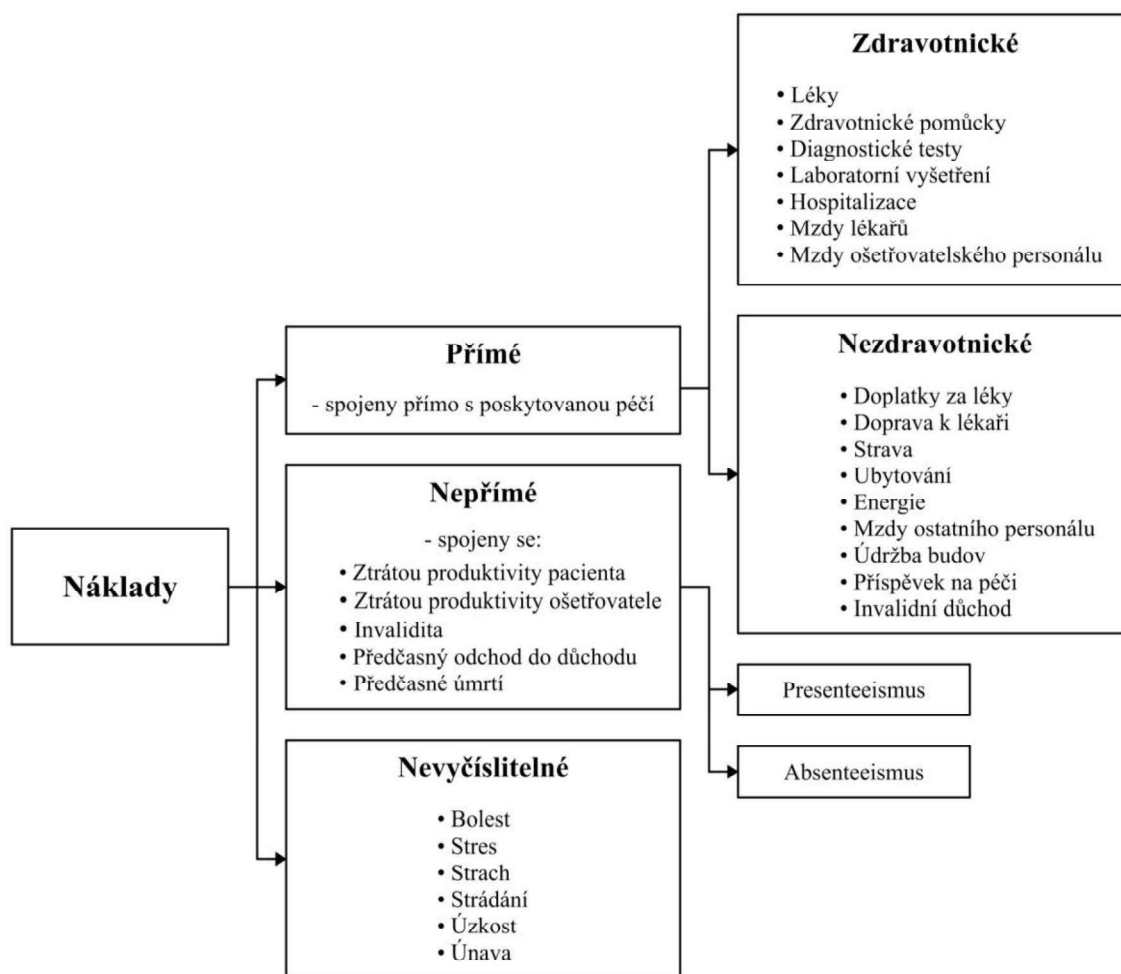 Náklady
Přímé
- spojeny přímo s poskytovanou péčí
Zdravotnické
• Léky
• Zdravotnické pomůcky
• Diagnostické testy
• Laboratorní vyšetření
• Hospitalizace
• Mzdy lékařů
• Mzdy ošetřovatelského personálu
Nezdravotnické
• Doplatky za léky
• Doprava k lékaři
• Strava
• Ubytování
• Energie
• Mzdy ostatního personálu
• Údržba budov
• Příspěvek na péči
• Invalidní důchod
Nepřímé
- spojeny se:
• Ztrátou produktivity pacienta
• Ztrátou produktivity ošetřovatele
• Invalidita
• Předčasný odchod do důchodu
• Předčasné úmrtí
Presenteeismus
Absenteeismus
Nevyčíslitelné
• Bolest
• Stres
• Strach
• Strádání
• Úzkost
• Únava